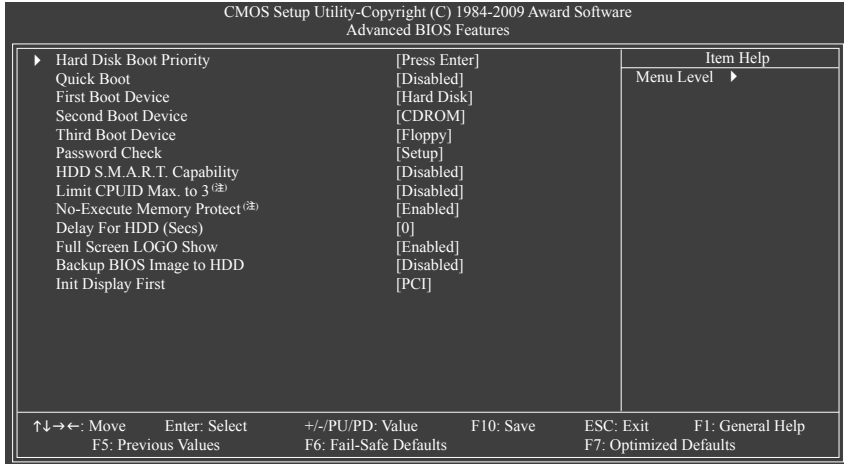 CMOS Setup Utility-Copyright (C) 1984-2009 Award Software
Advanced BIOS Features
Hard Disk Boot Priority [Press Enter]
Quick Boot [Disabled]
First Boot Device [Hard Disk]
Second Boot Device [CDROM]
Third Boot Device [Floppy]
Password Check [Setup]
HDD S.M.A.R.T. Capability [Disabled]
Limit CPUID Max. to 3 (注) [Disabled]
No-Execute Memory Protect (注) [Enabled]
Delay For HDD (Secs) [0]
Full Screen LOGO Show [Enabled]
Backup BIOS Image to HDD [Disabled]
Init Display First [PCI]
Item Help
Menu Level
↑↓→←: Move Enter: Select +/-/PU/PD: Value F10: Save ESC: Exit F1: General Help
F5: Previous Values F6: Fail-Safe Defaults F7: Optimized Defaults